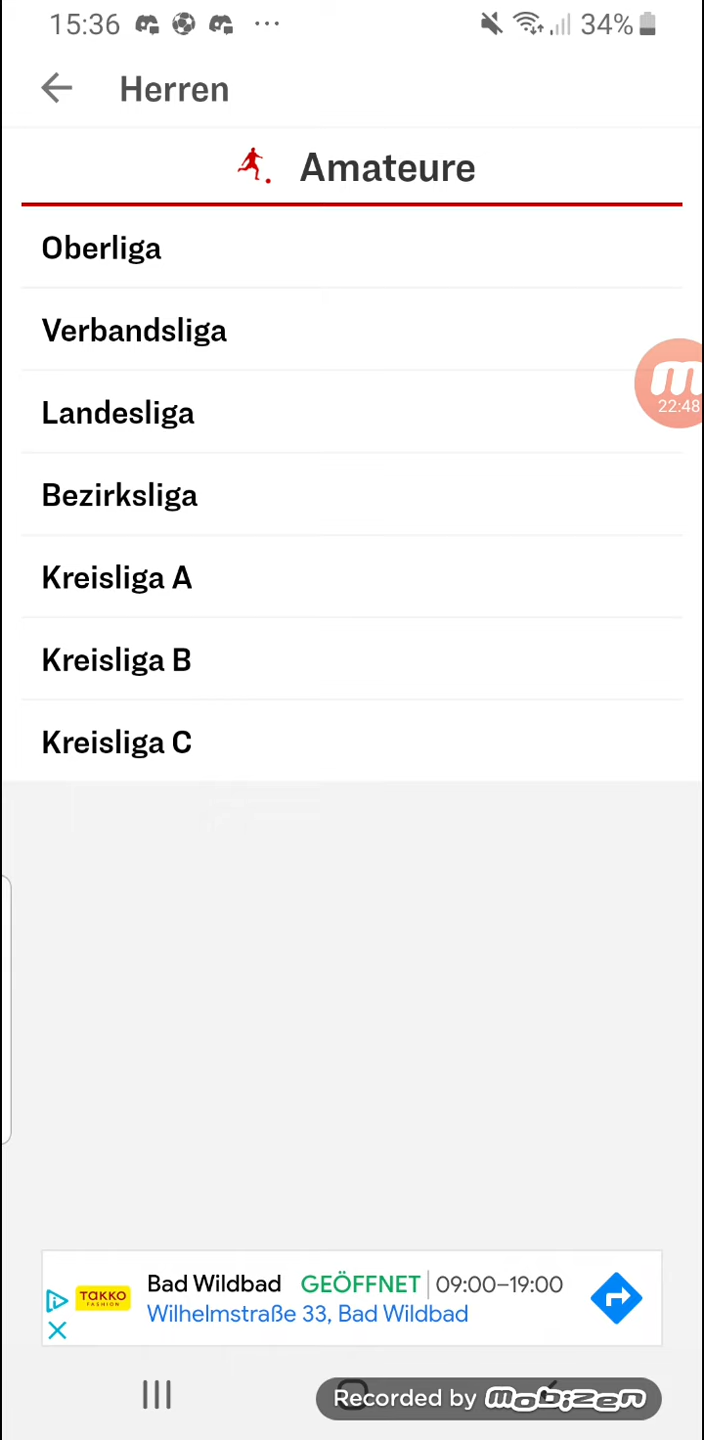 15:36 ... 34%
Herren
Amateure
Oberliga
Verbandsliga
m
22:48
Landesliga
Bezirksliga
Kreisliga A
Kreisliga B
Kreisliga C
TAKKO
FASHION
Bad Wildbad GEÖFFNET | 09:00–19:00
Wilhelmstraße 33, Bad Wildbad
Recorded by mobizen